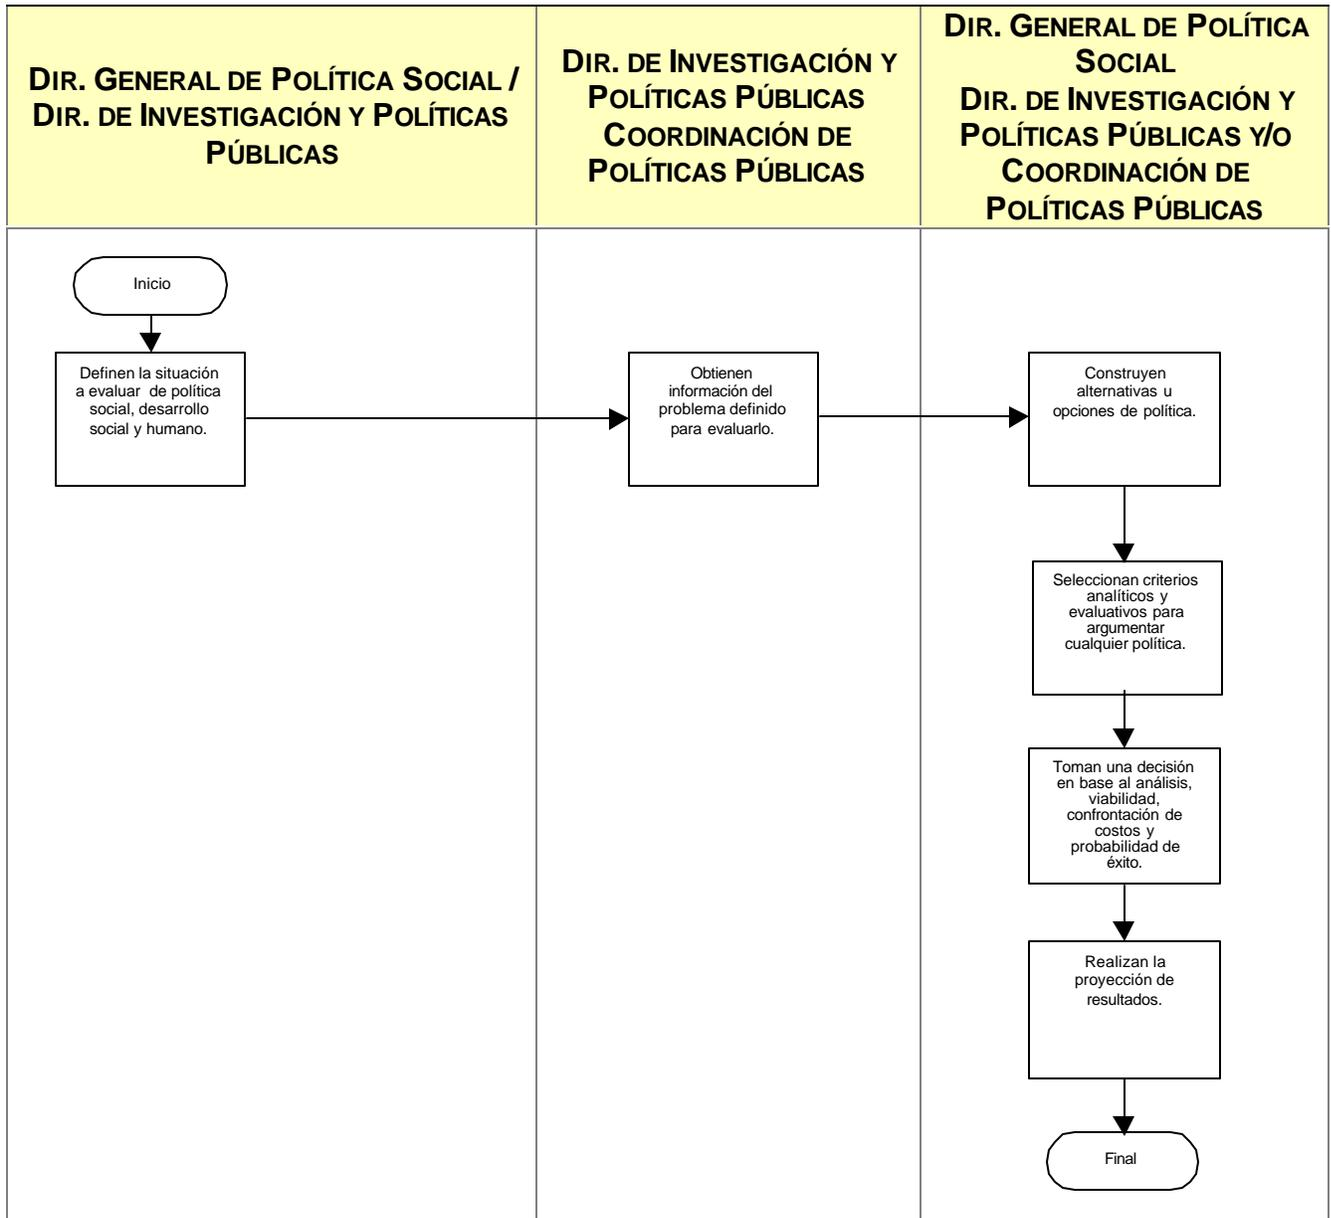 DIR. GENERAL DE POLÍTICA SOCIAL /
DIR. DE INVESTIGACIÓN Y POLÍTICAS
PÚBLICAS
DIR. DE INVESTIGACIÓN Y
POLÍTICAS PÚBLICAS
COORDINACIÓN DE
POLÍTICAS PÚBLICAS
DIR. GENERAL DE POLÍTICA
SOCIAL
DIR. DE INVESTIGACIÓN Y
POLÍTICAS PÚBLICAS Y/O
COORDINACIÓN DE
POLÍTICAS PÚBLICAS
Inicio
Definen la situación
a evaluar de política
social, desarrollo
social y humano.
Obtienen
información del
problema definido
para evaluarlo.
Construyen
alternativas u
opciones de política.
Seleccionan criterios
analíticos y
evaluativos para
argumentar
cualquier política.
Toman una decisión
en base al análisis,
viabilidad,
confrontación de
costos y
probabilidad de
éxito.
Realizan la
proyección de
resultados.
Final